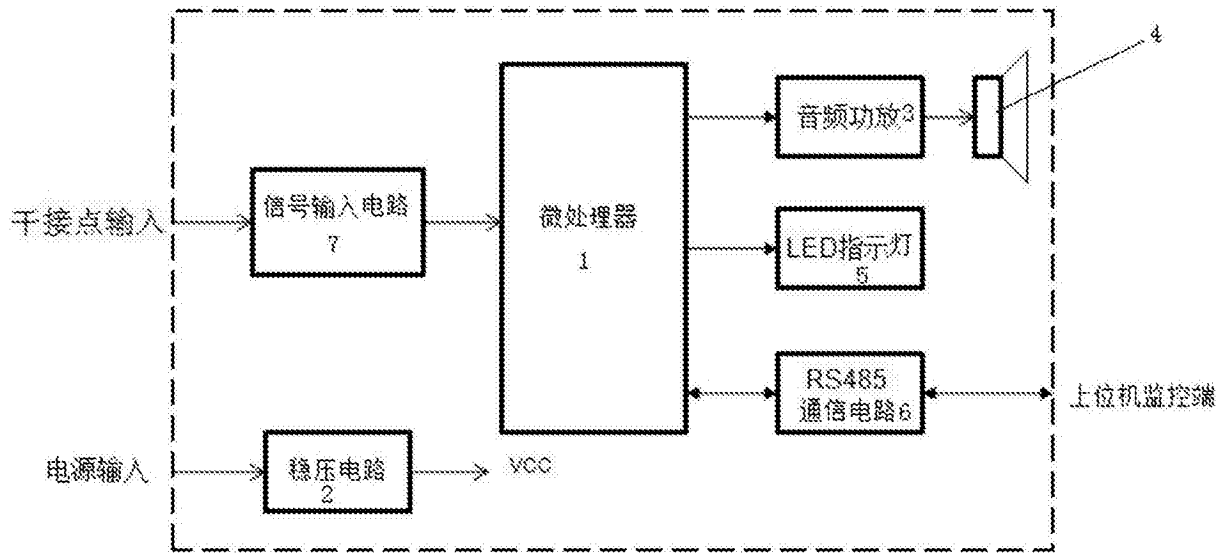 4
音频功放3
信号输入电路
7
干接点输入
微处理器
1
LED指示灯
5
RS485
通信电路6
上位机监控端
电源输入
稳压电路
2
VCC